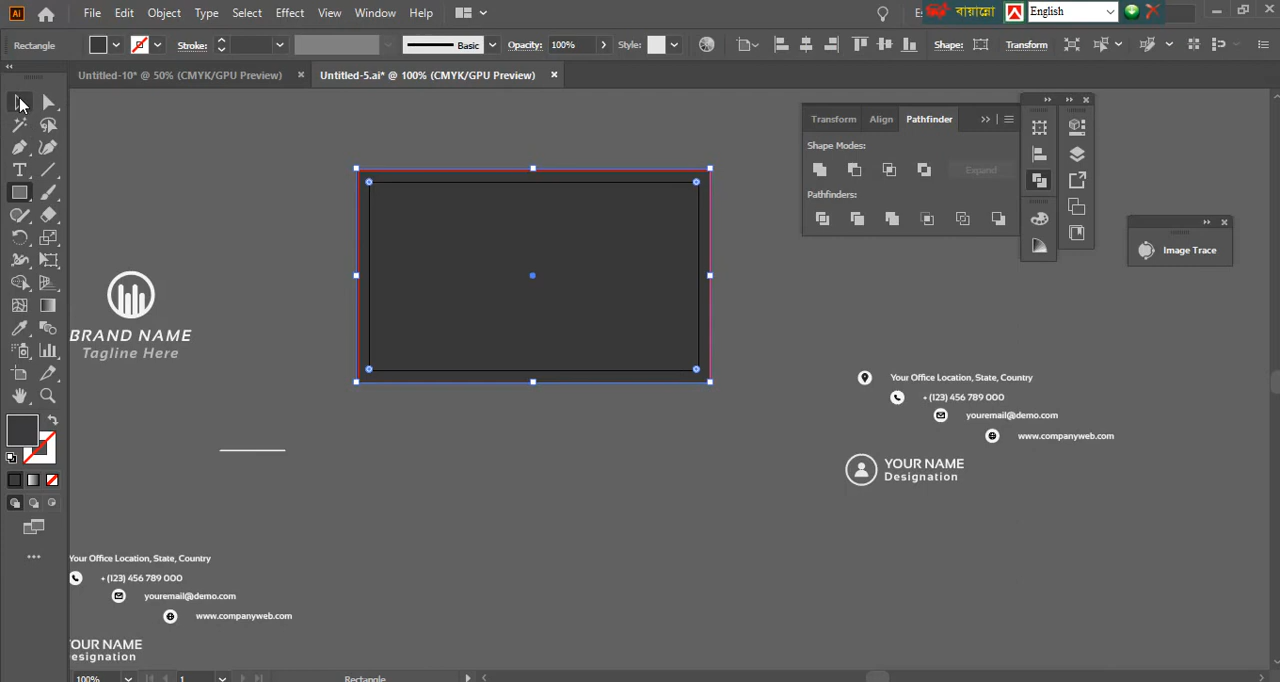 Ai File Edit Object Type Select Effect View Window Help
বায়ান্নো English
Rectangle Stroke: Basic Opacity: 100% Style: Shape: Transform
Untitled-10* @ 50% (CMYK/GPU Preview) Untitled-5.ai* @ 100% (CMYK/GPU Preview)
Transform Align Pathfinder
Shape Modes:
Expand
Pathfinders:
Image Trace
BRAND NAME
Tagline Here
Your Office Location, State, Country
+ (123) 456 789 000
youremail@demo.com
www.companyweb.com
YOUR NAME
Designation
Your Office Location, State, Country
+ (123) 456 789 000
youremail@demo.com
www.companyweb.com
OUR NAME
esignation
100% 1 Rectangle